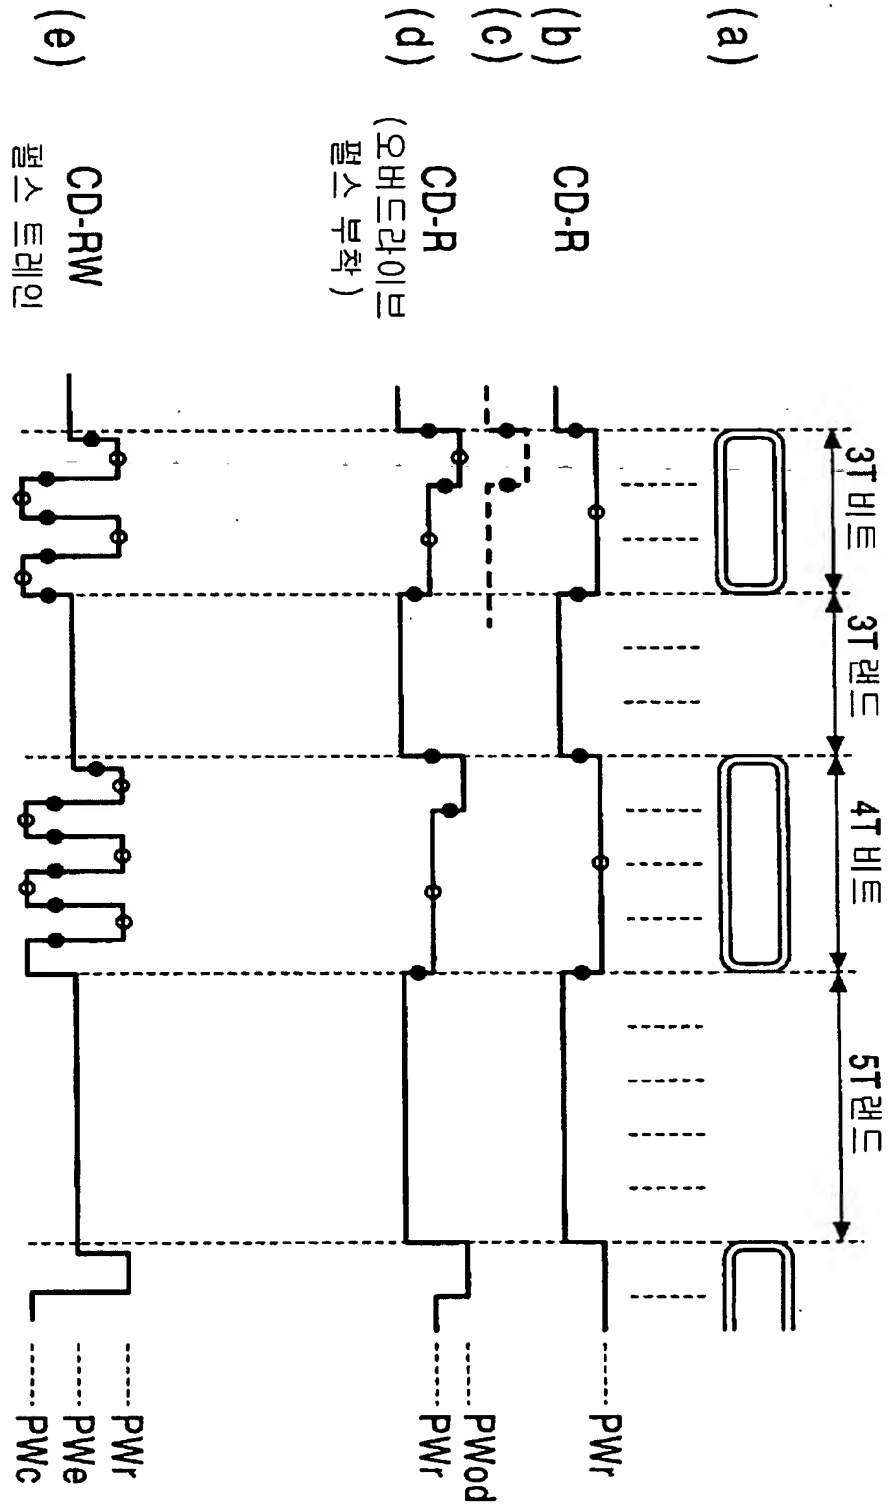 3T 비트
3T 랜드
4T 비트
5T 랜드
(a)
(b)
CD-R
PWr
(c)
(d)
CD-R
(오버드라이브
펄스 부착)
PWod
PWr
(e)
CD-RW
펄스 트레인
PWr
PWe
PWc